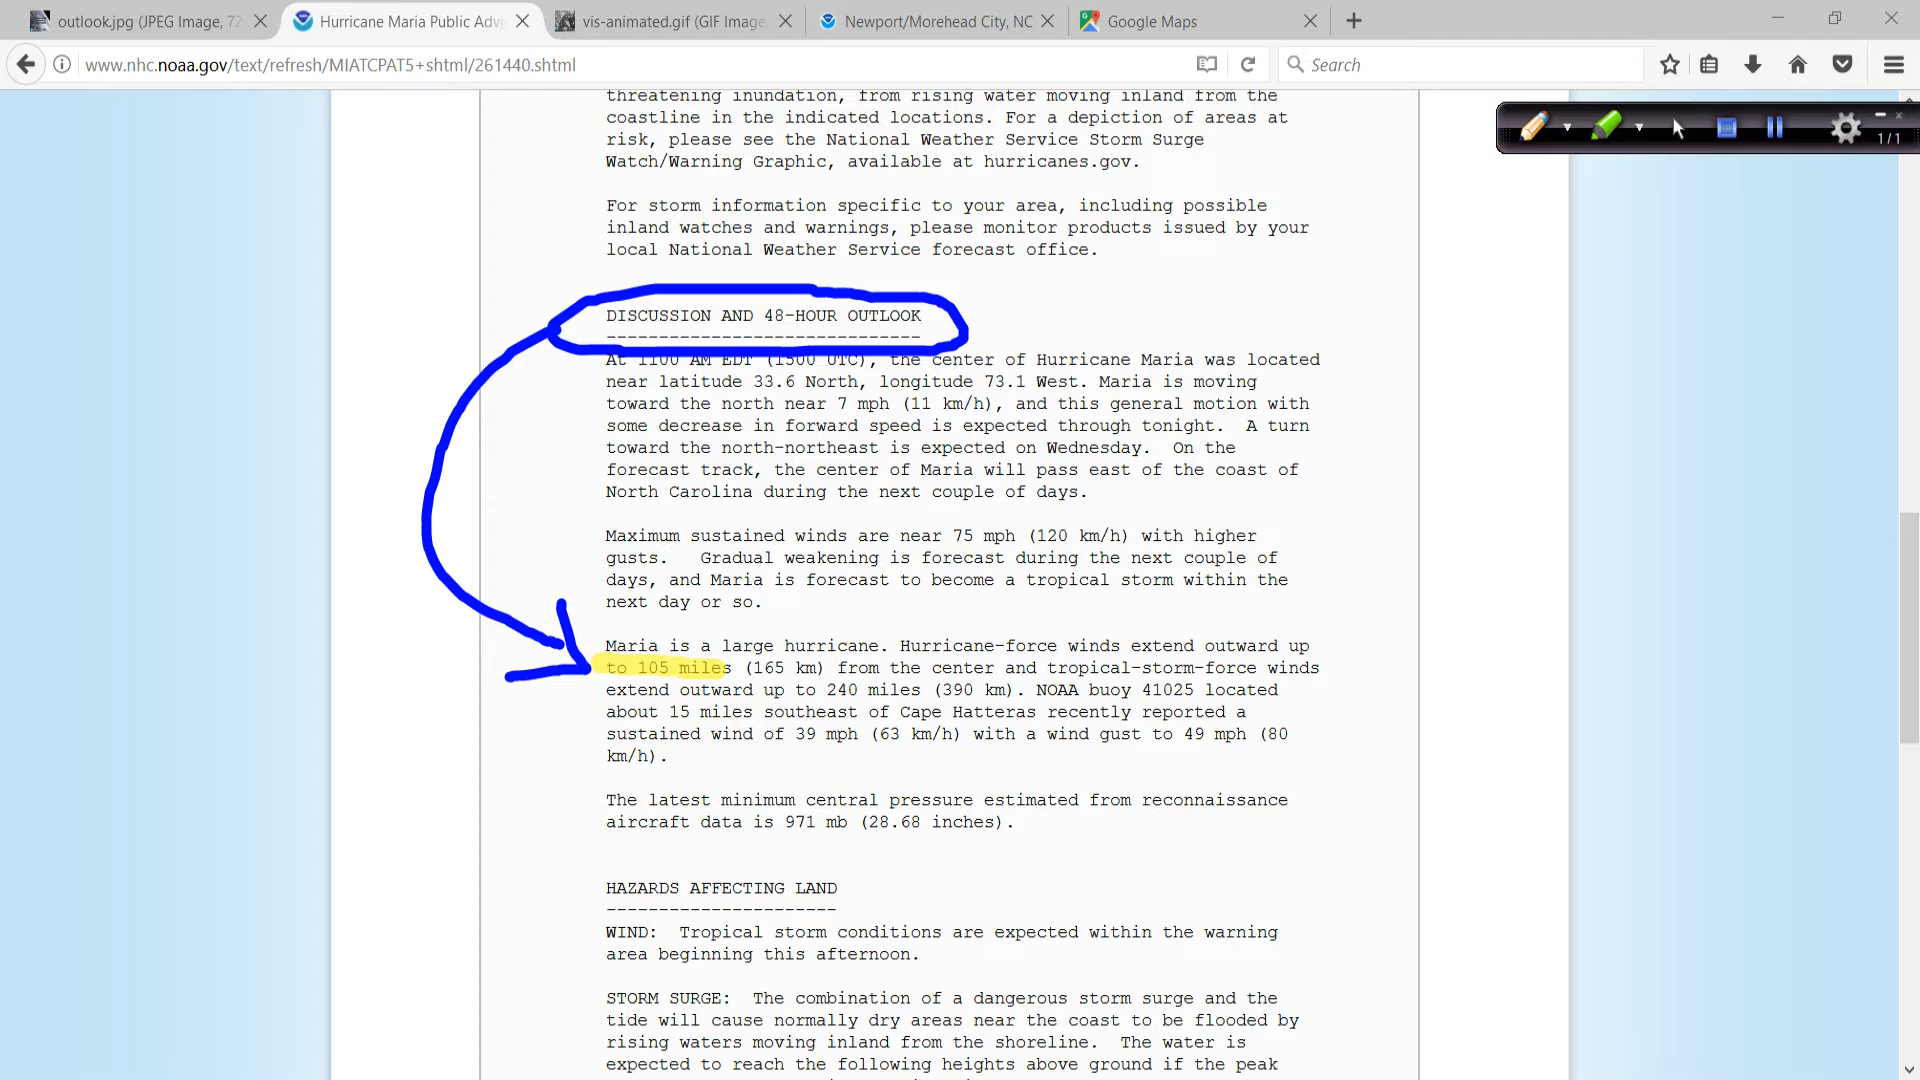 outlook.jpg (JPEG Image, 72
Hurricane Maria Public Advi
vis-animated.gif (GIF Image,
Newport/Morehead City, NC
Google Maps
www.nhc.noaa.gov/text/refresh/MIATCPAT5+shtml/261440.shtml
Search
1/1
threatening inundation, from rising water moving inland from the
coastline in the indicated locations. For a depiction of areas at
risk, please see the National Weather Service Storm Surge
Watch/Warning Graphic, available at hurricanes.gov.
For storm information specific to your area, including possible
inland watches and warnings, please monitor products issued by your
local National Weather Service forecast office.
DISCUSSION AND 48-HOUR OUTLOOK
------------------------------
At 1100 AM EDT (1500 UTC), the center of Hurricane Maria was located
near latitude 33.6 North, longitude 73.1 West. Maria is moving
toward the north near 7 mph (11 km/h), and this general motion with
some decrease in forward speed is expected through tonight.  A turn
toward the north-northeast is expected on Wednesday.  On the
forecast track, the center of Maria will pass east of the coast of
North Carolina during the next couple of days.
Maximum sustained winds are near 75 mph (120 km/h) with higher
gusts.   Gradual weakening is forecast during the next couple of
days, and Maria is forecast to become a tropical storm within the
next day or so.
Maria is a large hurricane. Hurricane-force winds extend outward up
to 105 miles (165 km) from the center and tropical-storm-force winds
extend outward up to 240 miles (390 km). NOAA buoy 41025 located
about 15 miles southeast of Cape Hatteras recently reported a
sustained wind of 39 mph (63 km/h) with a wind gust to 49 mph (80
km/h).
The latest minimum central pressure estimated from reconnaissance
aircraft data is 971 mb (28.68 inches).
HAZARDS AFFECTING LAND
----------------------
WIND:  Tropical storm conditions are expected within the warning
area beginning this afternoon.
STORM SURGE:  The combination of a dangerous storm surge and the
tide will cause normally dry areas near the coast to be flooded by
rising waters moving inland from the shoreline.  The water is
expected to reach the following heights above ground if the peak